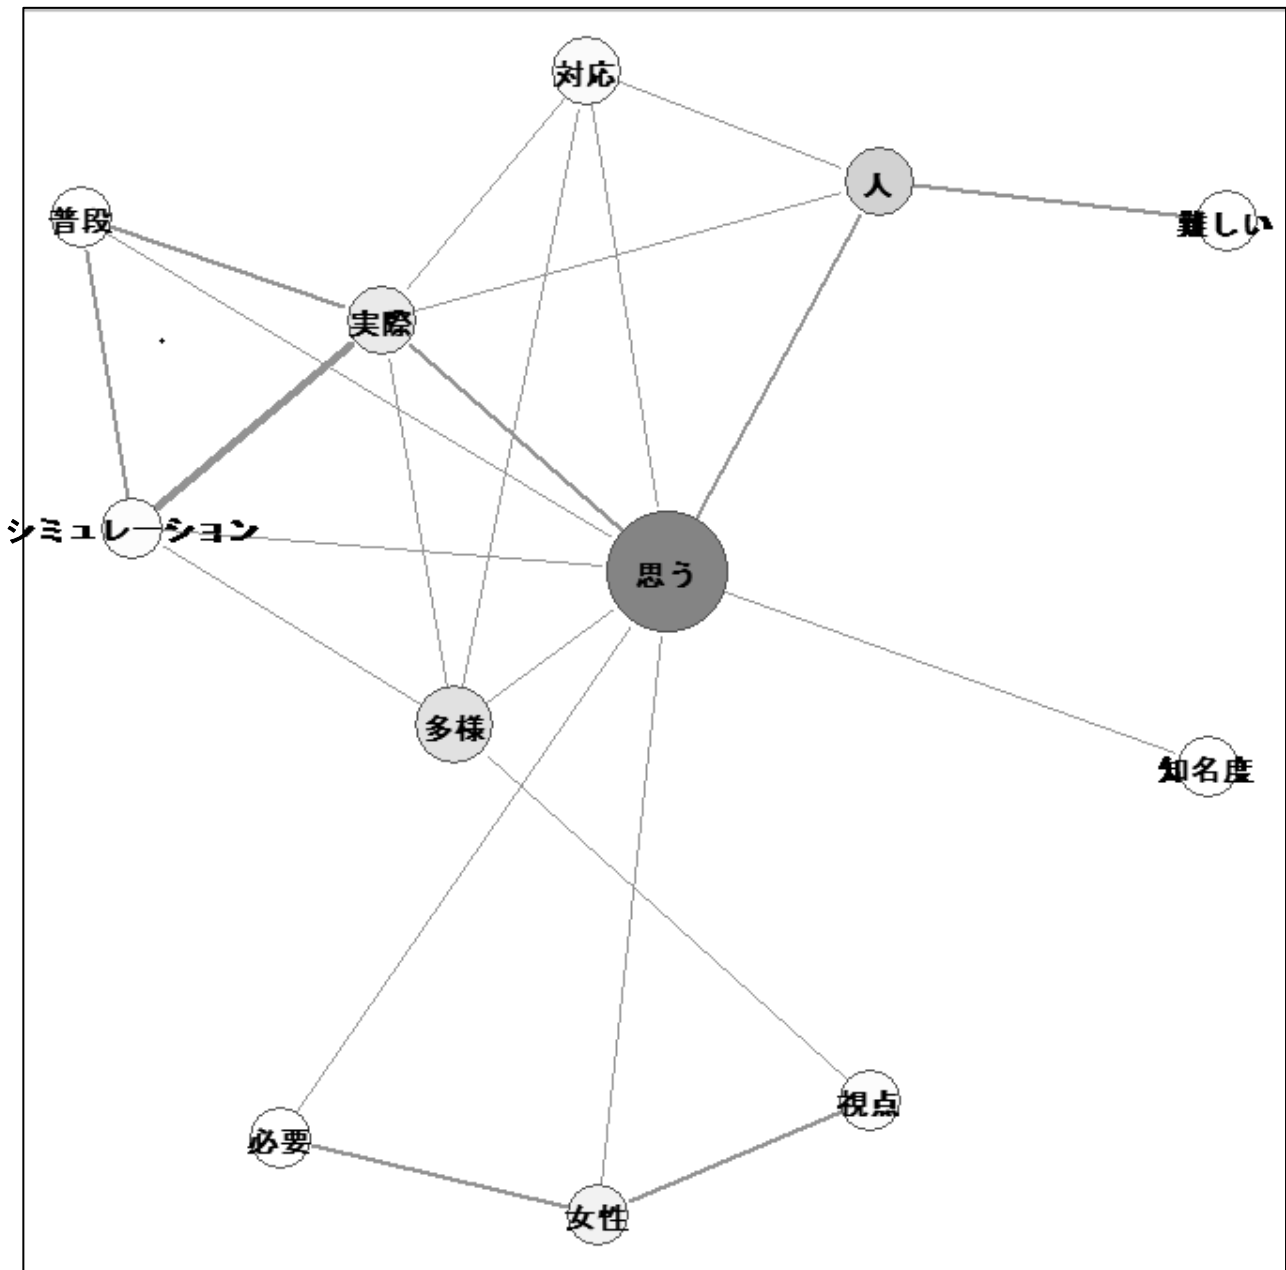 対応
人
普段
難しい
実際
シミュレーション
思う
多様
知名度
視点
必要
女性